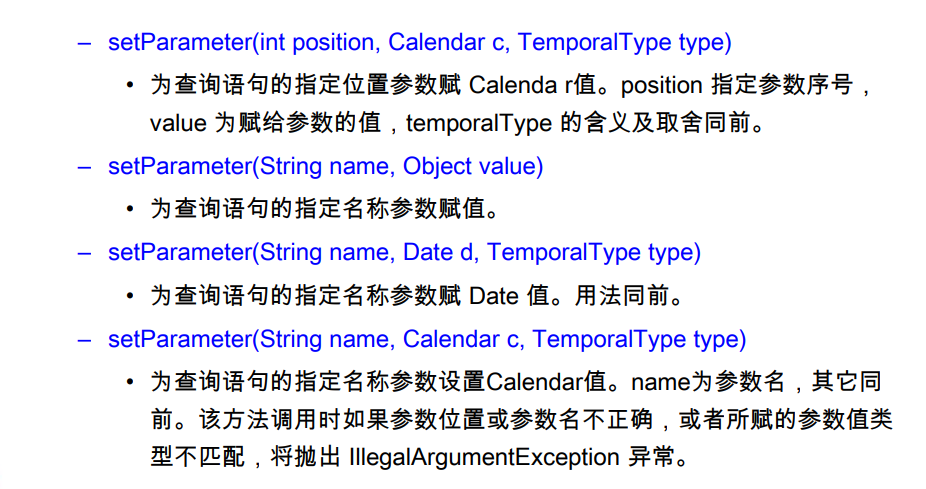 – setParameter(int position, Calendar c, TemporalType type)
• 为查询语句的指定位置参数赋 Calenda r值。position 指定参数序号，
value 为赋给参数的值，temporalType 的含义及取舍同前。
– setParameter(String name, Object value)
• 为查询语句的指定名称参数赋值。
– setParameter(String name, Date d, TemporalType type)
• 为查询语句的指定名称参数赋 Date 值。用法同前。
– setParameter(String name, Calendar c, TemporalType type)
• 为查询语句的指定名称参数设置Calendar值。name为参数名，其它同
前。该方法调用时如果参数位置或参数名不正确，或者所赋的参数值类
型不匹配，将抛出 IllegalArgumentException 异常。